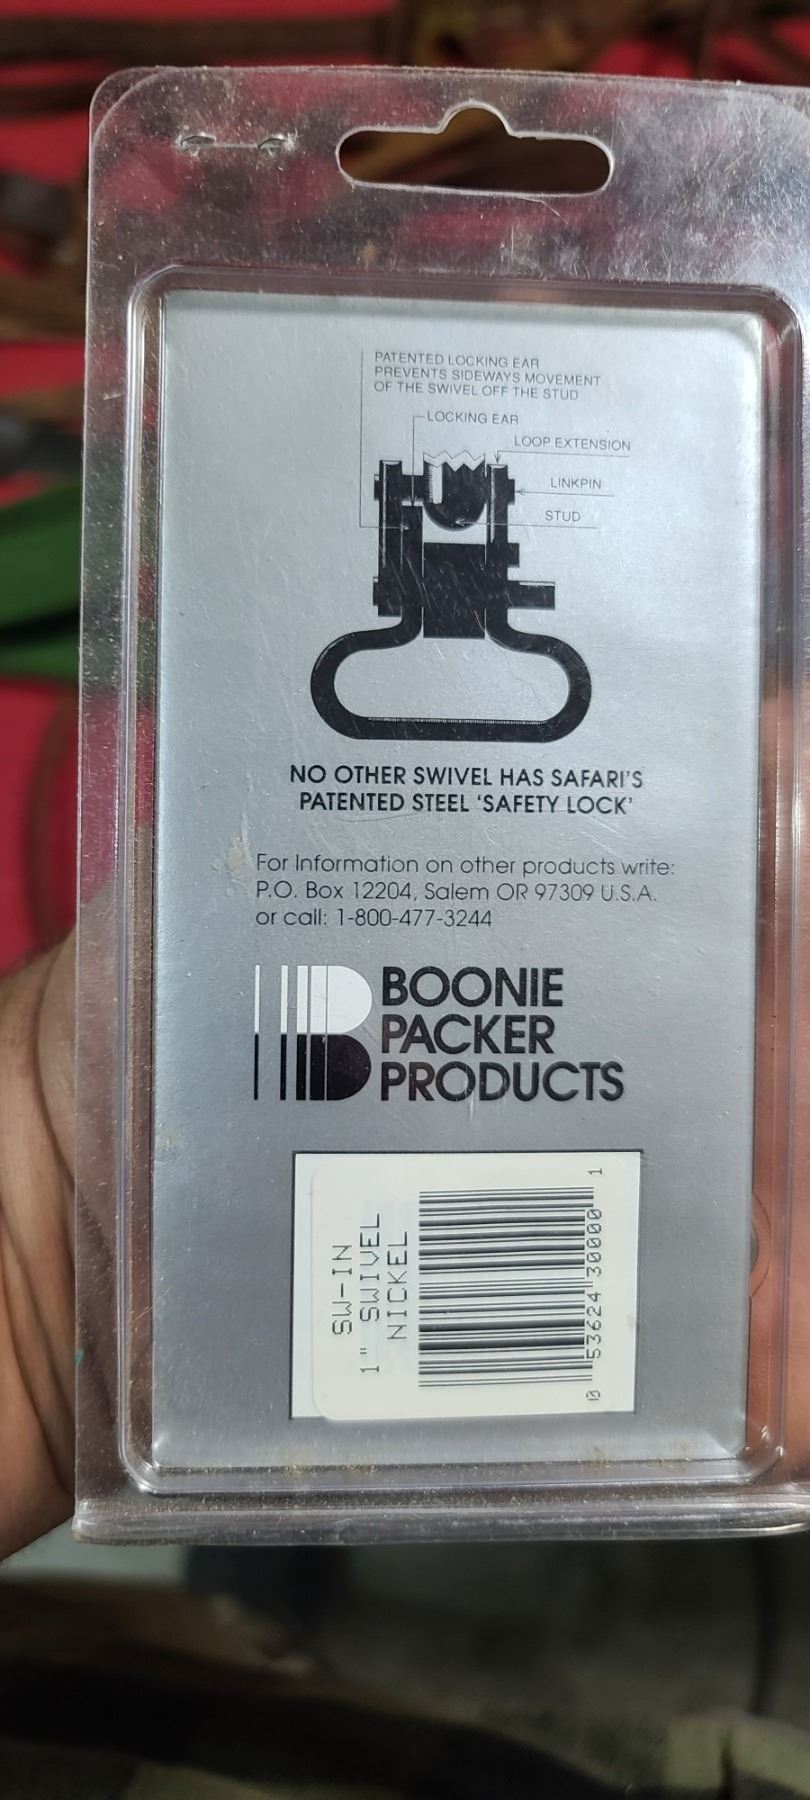 PATENTED LOCKING EAR
PREVENTS SIDEWAYS MOVEMENT
OF THE SWIVEL OFF THE STUD
LOCKING EAR
LOOP EXTENSION
LINKPIN
STUD
NO OTHER SWIVEL HAS SAFARI'S
PATENTED STEEL 'SAFETY LOCK'
For Information on other products write:
P.O. Box 12204, Salem OR 97309 U.S.A.
or call: 1-800-477-3244
BOONIE
PACKER
PRODUCTS
SW-IN
1" SWIVEL
NICKEL
0 53624 30000 1